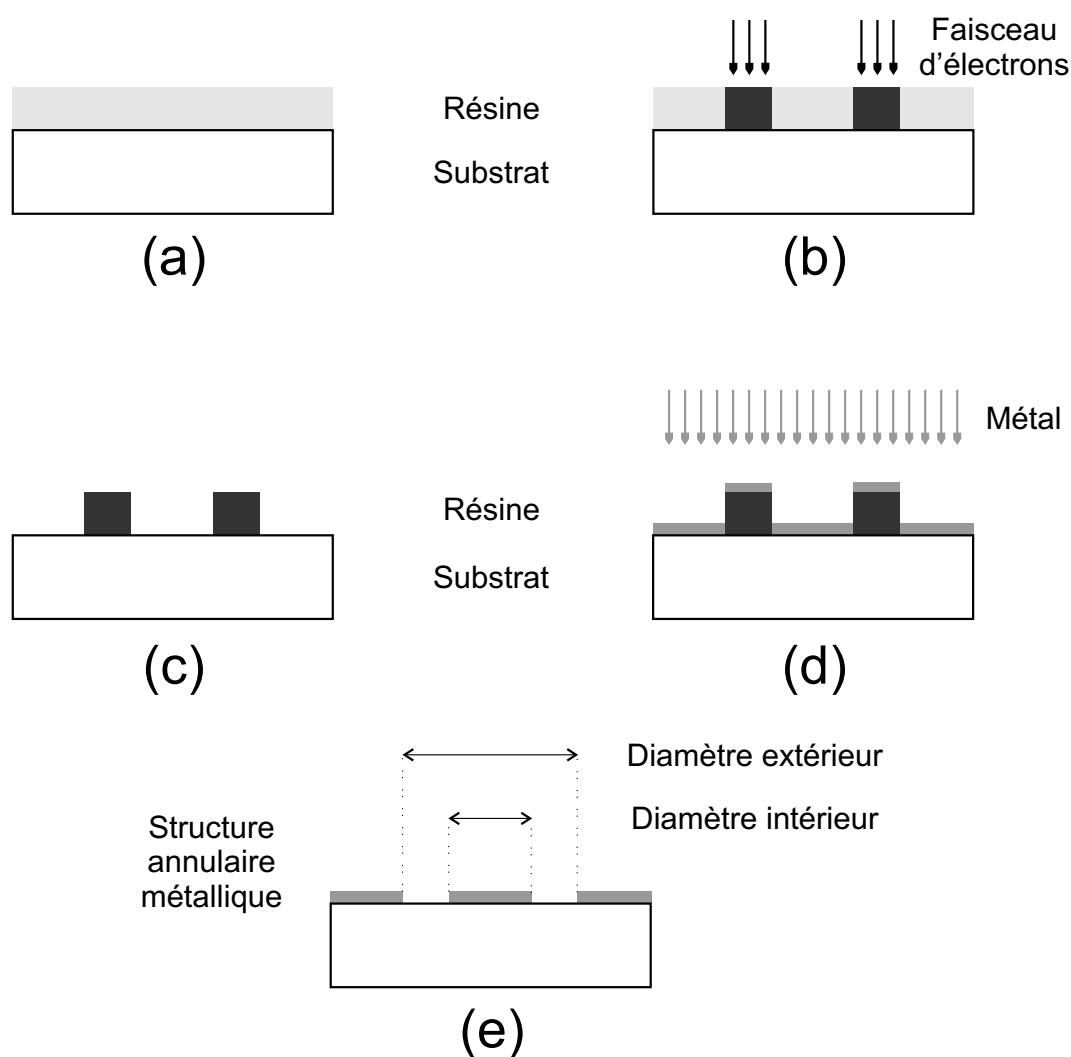 Faisceau
d’électrons
Résine
Substrat
(a)
(b)
Métal
Résine
Substrat
(c)
(d)
Diamètre extérieur
Diamètre intérieur
Structure
annulaire
métallique
(e)